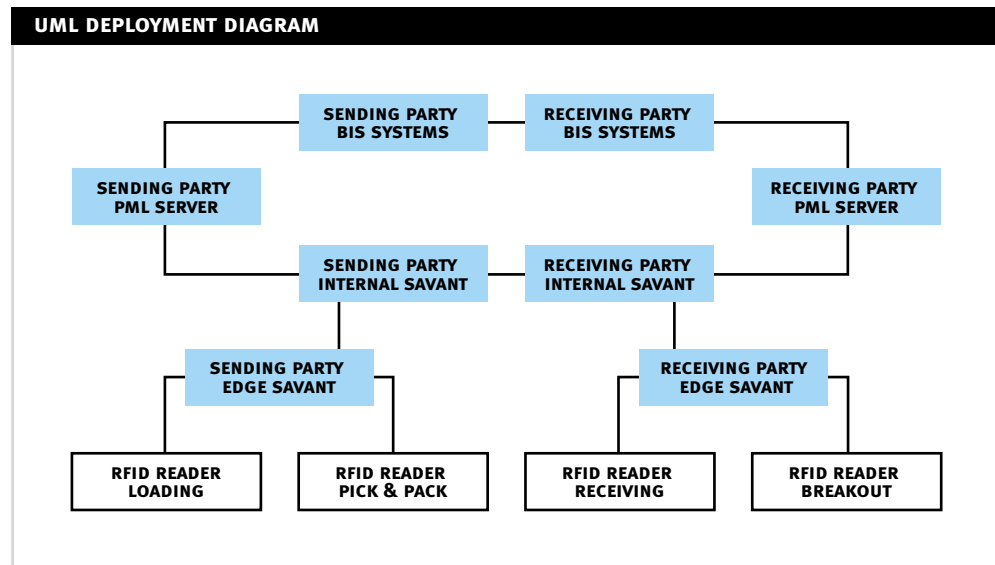 UML DEPLOYMENT DIAGRAM
SENDING PARTY
BIS SYSTEMS
RECEIVING PARTY
BIS SYSTEMS
SENDING PARTY
PML SERVER
RECEIVING PARTY
PML SERVER
SENDING PARTY
INTERNAL SAVANT
RECEIVING PARTY
INTERNAL SAVANT
SENDING PARTY
EDGE SAVANT
RECEIVING PARTY
EDGE SAVANT
RFID READER
LOADING
RFID READER
PICK & PACK
RFID READER
RECEIVING
RFID READER
BREAKOUT